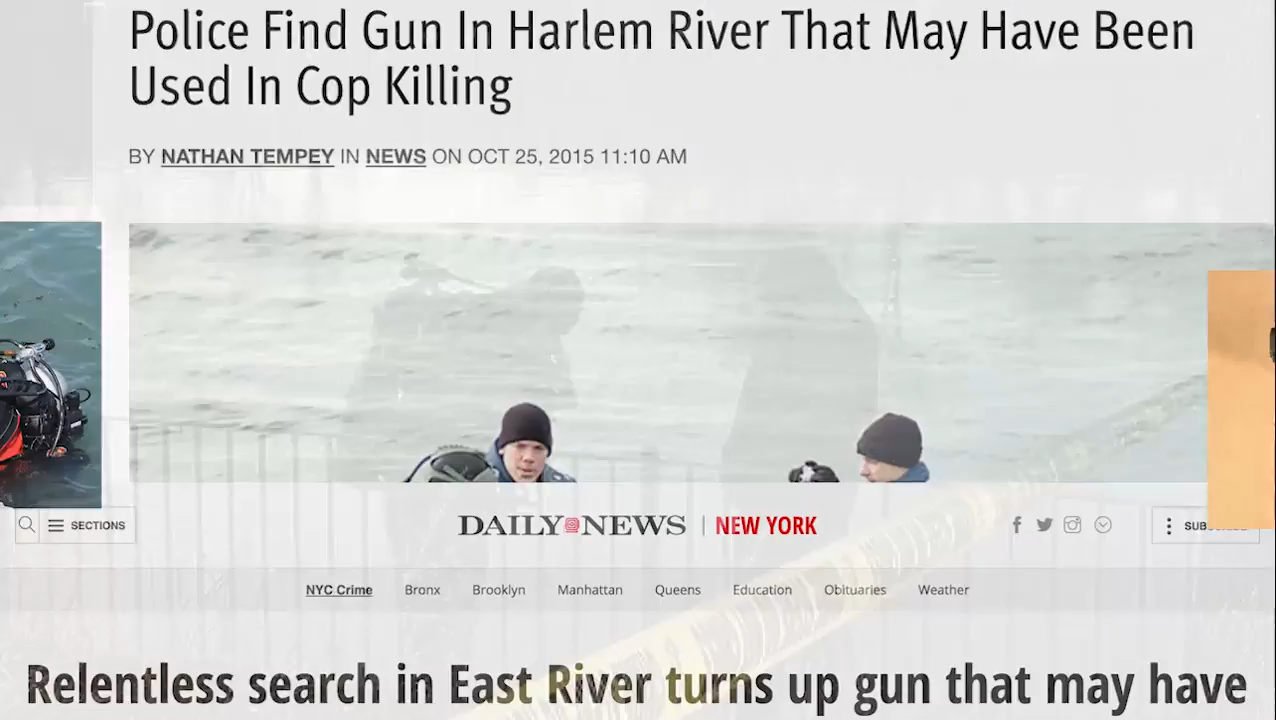 Police Find Gun In Harlem River That May Have Been
Used In Cop Killing
BY NATHAN TEMPEY IN NEWS ON OCT 25, 2015 11:10 AM
SECTIONS
DAILY NEWS | NEW YORK
NYC Crime Bronx Brooklyn Manhattan Queens Education Obituaries Weather
Relentless search in East River turns up gun that may have